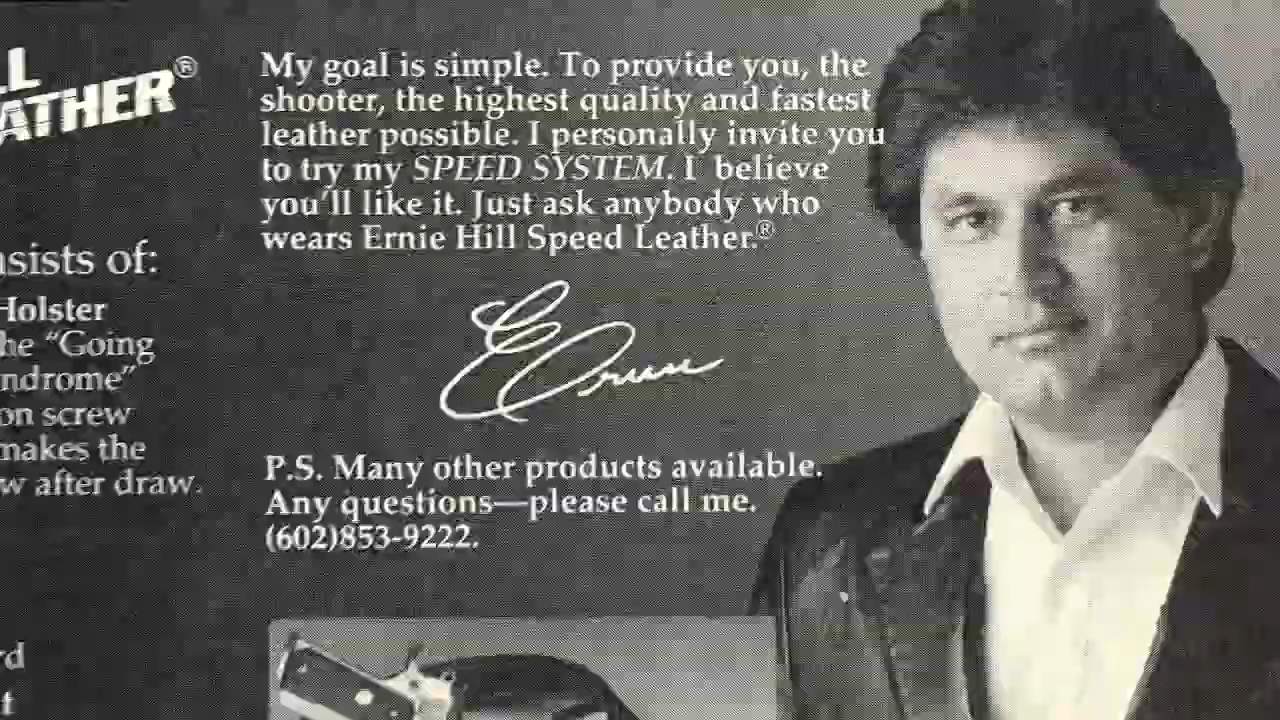 LL
EATHER®
nsists of:
Holster
he “Going
ndrome”
on screw
makes the
w after draw.
rd
t
My goal is simple. To provide you, the
shooter, the highest quality and fastest
leather possible. I personally invite you
to try my SPEED SYSTEM. I believe
you’ll like it. Just ask anybody who
wears Ernie Hill Speed Leather.®
Ernie
P.S. Many other products available.
Any questions—please call me.
(602)853-9222.